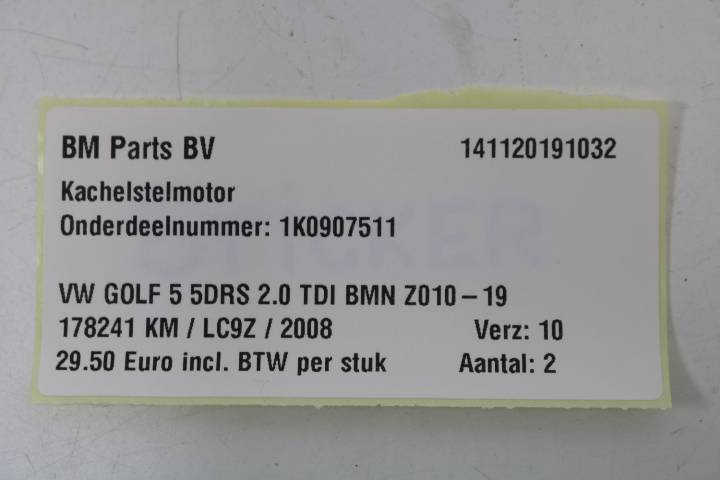 BM Parts BV 141120191032
Kachelstelmotor
Onderdeelnummer: 1K0907511
STICKER
VW GOLF 5 5DRS 2.0 TDI BMN Z010 – 19
178241 KM / LC9Z / 2008 Verz: 10
29.50 Euro incl. BTW per stuk Aantal: 2